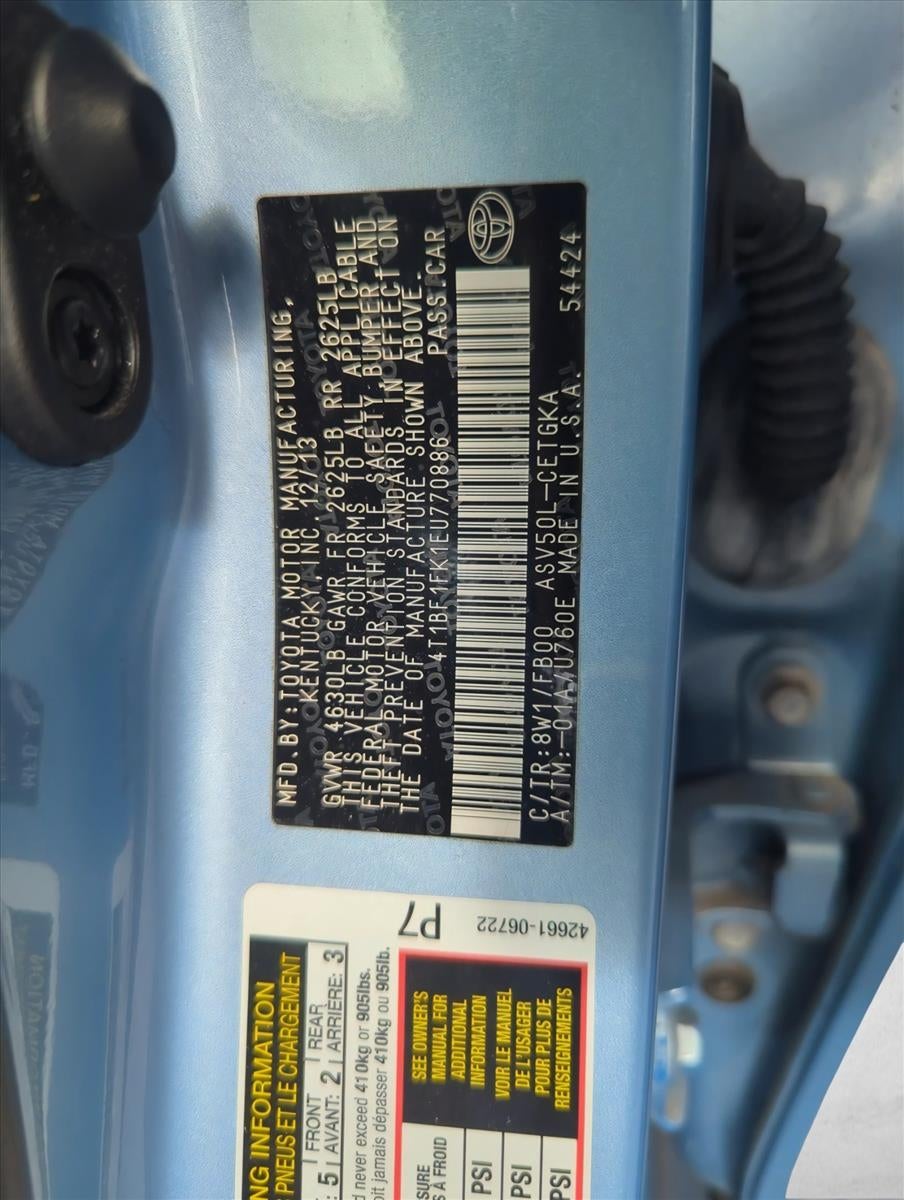 MFD BY: TOYOTA MOTOR MANUFACTURING,
KENTUCKY INC 12/13
GVWR 4630LB GAWR FR 2625LB RR 2625LB
THIS VEHICLE CONFORMS TO ALL APPLICABLE
FEDERAL MOTOR VEHICLE SAFETY, BUMPER AND
THEFT PREVENTION STANDARDS IN EFFECT ON
THE DATE OF MANUFACTURE SHOWN ABOVE.
4T1BF1FK1EU770886 PASS.CAR
C/TR:8W1/FB00 ASV50L-CETGKA
A/TM:-01A/U760E MADE IN U.S.A. 54424
P7
42661-06722
INFORMATION
PNEUS ET LE CHARGEMENT
5 FRONT 2 REAR 3
AVANT: ARRIÈRE:
never exceed 410kg or 905lbs.
jamais dépasser 410kg ou 905lb.
SEE OWNER'S
MANUAL FOR
ADDITIONAL
INFORMATION
VOIR LE MANUEL
DE L'USAGER
POUR PLUS DE
RENSEIGNEMENTS
À FROID
PSI
PSI
PSI